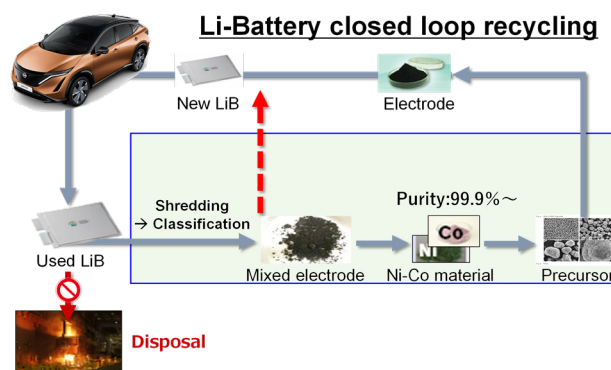 Li-Battery closed loop recycling
New LiB
Electrode
Shredding
→ Classification
Purity:99.9%～
Co
Ni
Used LiB
Mixed electrode
Ni-Co material
Precursor
Disposal